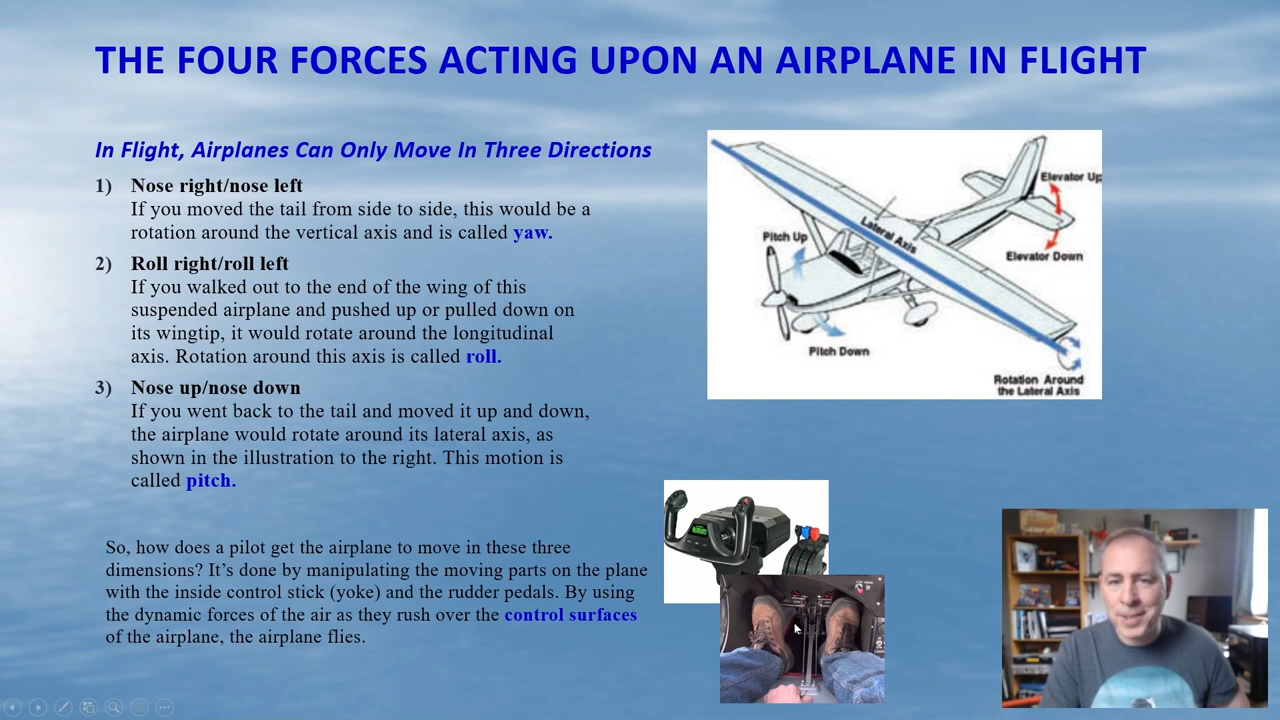 THE FOUR FORCES ACTING UPON AN AIRPLANE IN FLIGHT
In Flight, Airplanes Can Only Move In Three Directions
1) Nose right/nose left
If you moved the tail from side to side, this would be a
rotation around the vertical axis and is called yaw.
2) Roll right/roll left
If you walked out to the end of the wing of this
suspended airplane and pushed up or pulled down on
its wingtip, it would rotate around the longitudinal
axis. Rotation around this axis is called roll.
3) Nose up/nose down
If you went back to the tail and moved it up and down,
the airplane would rotate around its lateral axis, as
shown in the illustration to the right. This motion is
called pitch.
So, how does a pilot get the airplane to move in these three
dimensions? It’s done by manipulating the moving parts on the plane
with the inside control stick (yoke) and the rudder pedals. By using
the dynamic forces of the air as they rush over the control surfaces
of the airplane, the airplane flies.
Elevator Up
Lateral Axis
Pitch Up
Elevator Down
Pitch Down
Rotation Around
the Lateral Axis